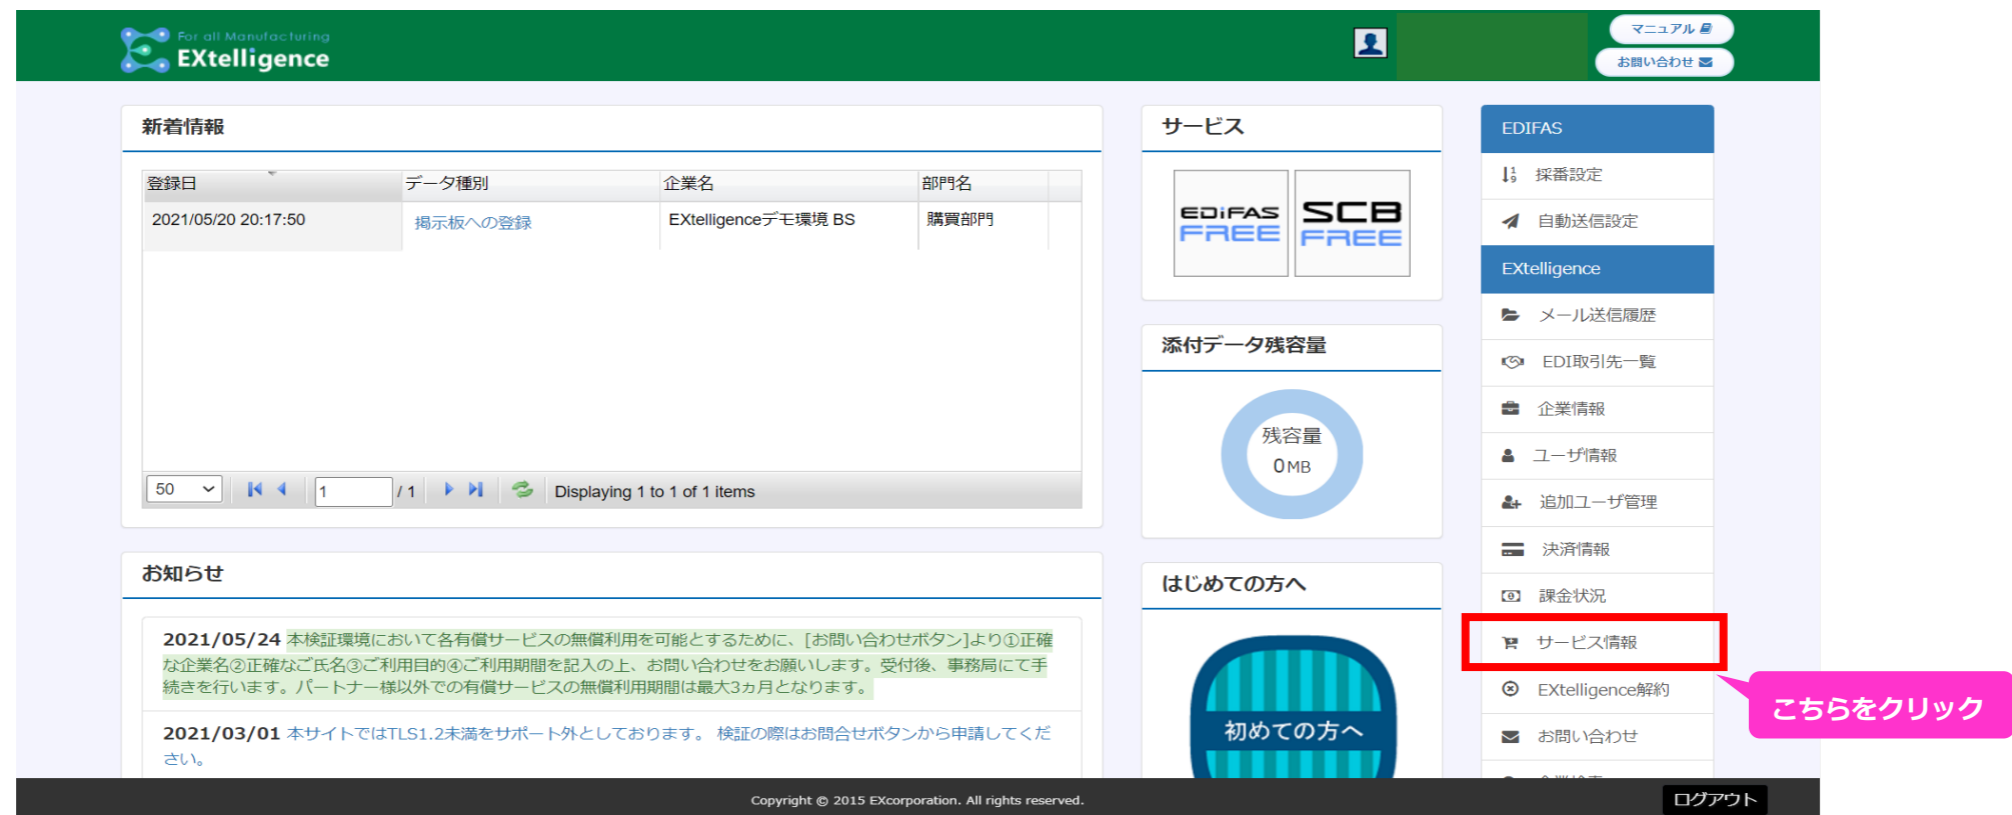 For all Manufacturing
EXtelligence
マニュアル
お問い合わせ
新着情報
登録日 データ種別 企業名 部門名
2021/05/20 20:17:50 掲示板への登録 EXtelligenceデモ環境 BS 購買部門
50 1 / 1 Displaying 1 to 1 of 1 items
お知らせ
2021/05/24 本検証環境において各有償サービスの無償利用を可能とするために、[お問い合わせボタン]より①正確
な企業名②正確なご氏名③ご利用目的④ご利用期間を記入の上、お問い合わせをお願いします。受付後、事務局にて手
続きを行います。パートナー様以外での有償サービスの無償利用期間は最大3ヵ月となります。
2021/03/01 本サイトではTLS1.2未満をサポート外としております。 検証の際はお問合せボタンから申請してくだ
さい。
サービス
EDIFAS
FREE
SCB
FREE
添付データ残容量
残容量
0MB
はじめての方へ
初めての方へ
EDIFAS
採番設定
自動送信設定
EXtelligence
メール送信履歴
EDI取引先一覧
企業情報
ユーザ情報
追加ユーザ管理
決済情報
課金状況
サービス情報
EXtelligence解約
お問い合わせ
こちらをクリック
Copyright © 2015 EXcorporation. All rights reserved.
ログアウト